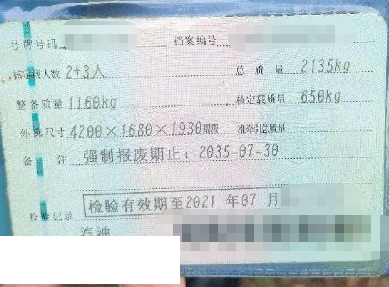 号牌号码 档案编号
核定载人数 2+3人 总质量 2135kg
整备质量 1160kg 核定载质量 650kg
外廓尺寸 4200×1680×1930 准牵引总质量
备注 强制报废期止：2035-07-30
检验有效期至2021年07月
检验记录
汽油